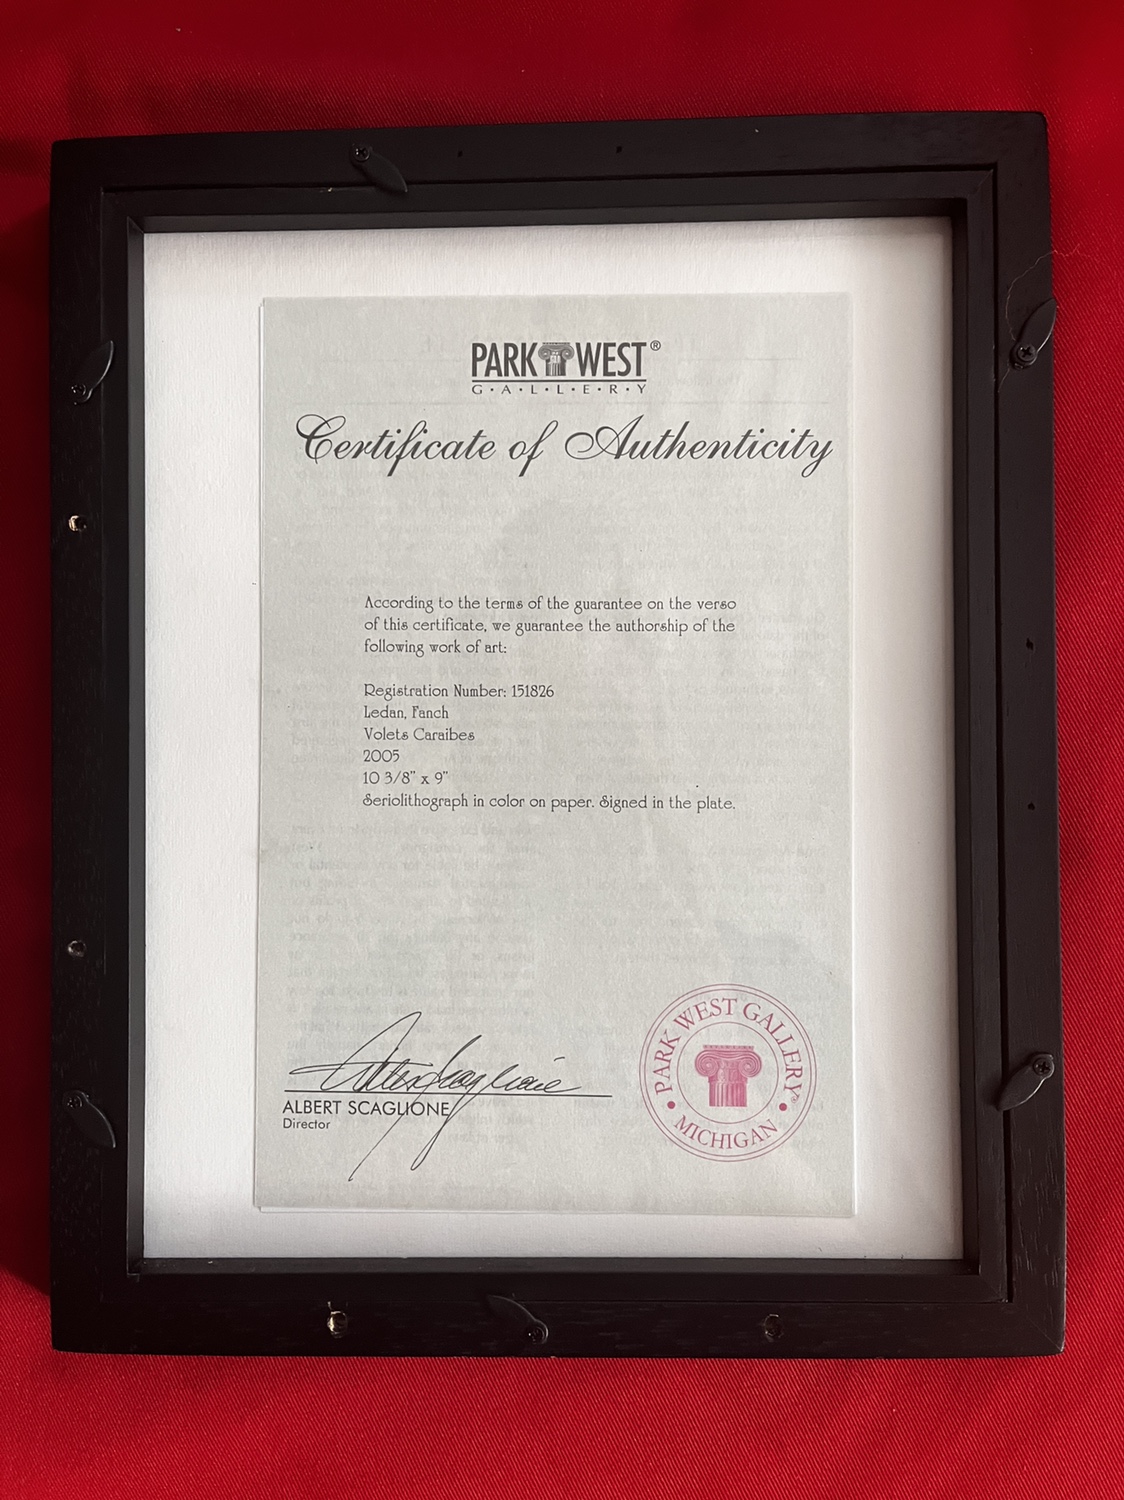 PARK WEST®
G·A·L·L·E·R·Y
Certificate of Authenticity
According to the terms of the guarantee on the verso
of this certificate, we guarantee the authorship of the
following work of art:
Registration Number: 151826
Ledan, Fanch
Volets Caraibes
2005
10 3/8" x 9"
Seriolithograph in color on paper. Signed in the plate.
ALBERT SCAGLIONE
Director
PARK WEST GALLERY®
• MICHIGAN •